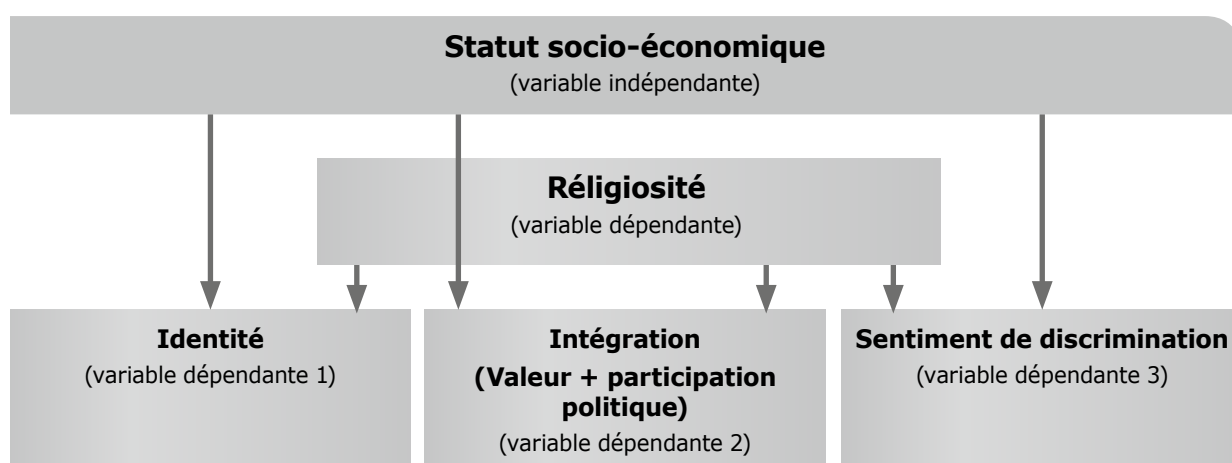 Statut socio-économique
(variable indépendante)
Réligiosité
(variable dépendante)
Identité
(variable dépendante 1)
Intégration
(Valeur + participation
politique)
(variable dépendante 2)
Sentiment de discrimination
(variable dépendante 3)